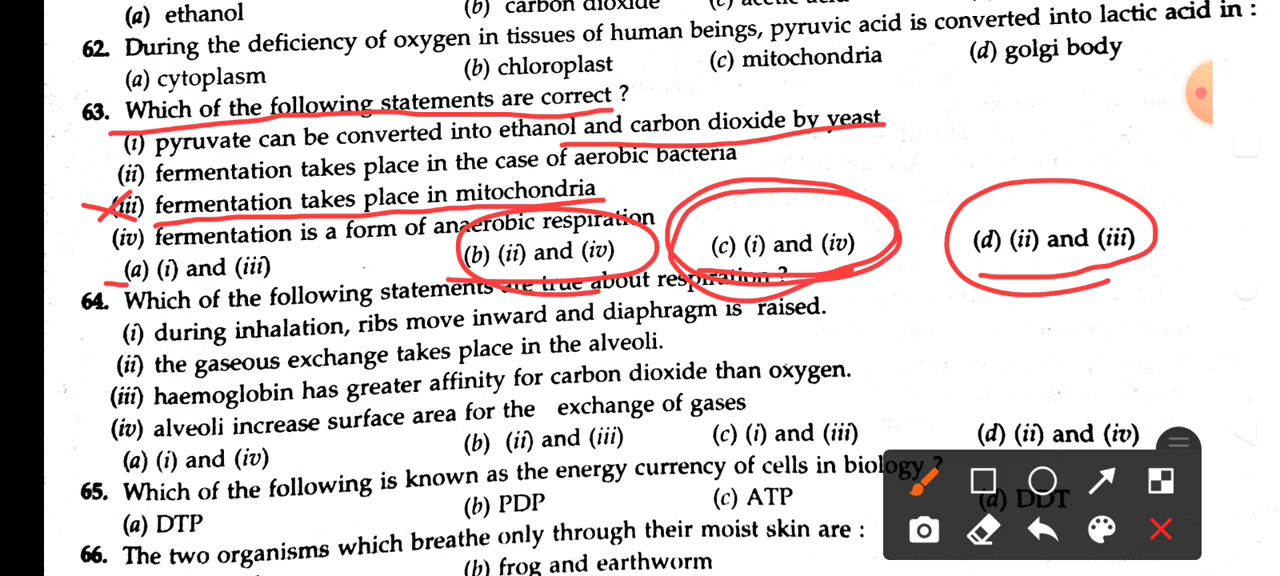 (a) ethanol (b) carbon dioxide
62. During the deficiency of oxygen in tissues of human beings, pyruvic acid is converted into lactic acid in :
(a) cytoplasm (b) chloroplast (c) mitochondria (d) golgi body
63. Which of the following statements are correct ?
(i) pyruvate can be converted into ethanol and carbon dioxide by yeast
(ii) fermentation takes place in the case of aerobic bacteria
(iii) fermentation takes place in mitochondria
(iv) fermentation is a form of anaerobic respiration
(a) (i) and (iii) (b) (ii) and (iv) (c) (i) and (iv) (d) (ii) and (iii)
64. Which of the following statements are true about respiration ?
(i) during inhalation, ribs move inward and diaphragm is raised.
(ii) the gaseous exchange takes place in the alveoli.
(iii) haemoglobin has greater affinity for carbon dioxide than oxygen.
(iv) alveoli increase surface area for the exchange of gases
(a) (i) and (iv) (b) (ii) and (iii) (c) (i) and (iii) (d) (ii) and (iv)
65. Which of the following is known as the energy currency of cells in biology ?
(a) DTP (b) PDP (c) ATP (d) DDT
66. The two organisms which breathe only through their moist skin are :
(b) frog and earthworm